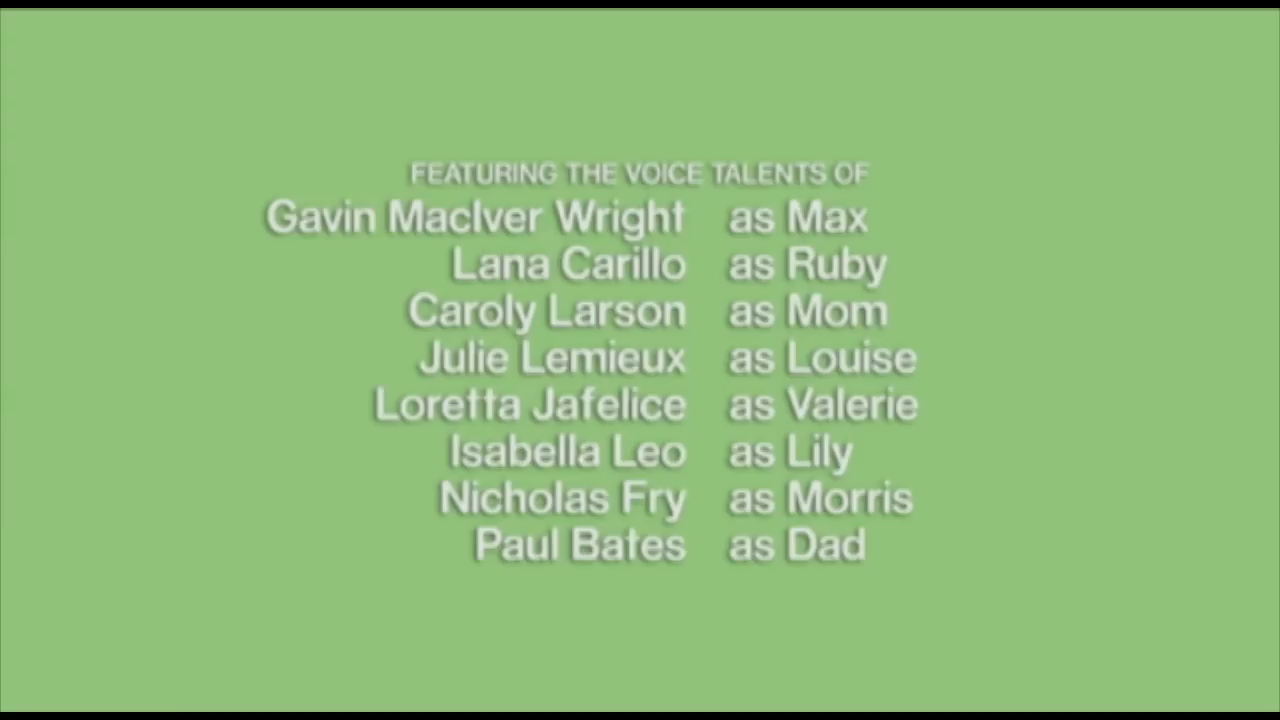 FEATURING THE VOICE TALENTS OF
Gavin MacIver Wright as Max
Lana Carillo as Ruby
Caroly Larson as Mom
Julie Lemieux as Louise
Loretta Jafelice as Valerie
Isabella Leo as Lily
Nicholas Fry as Morris
Paul Bates as Dad